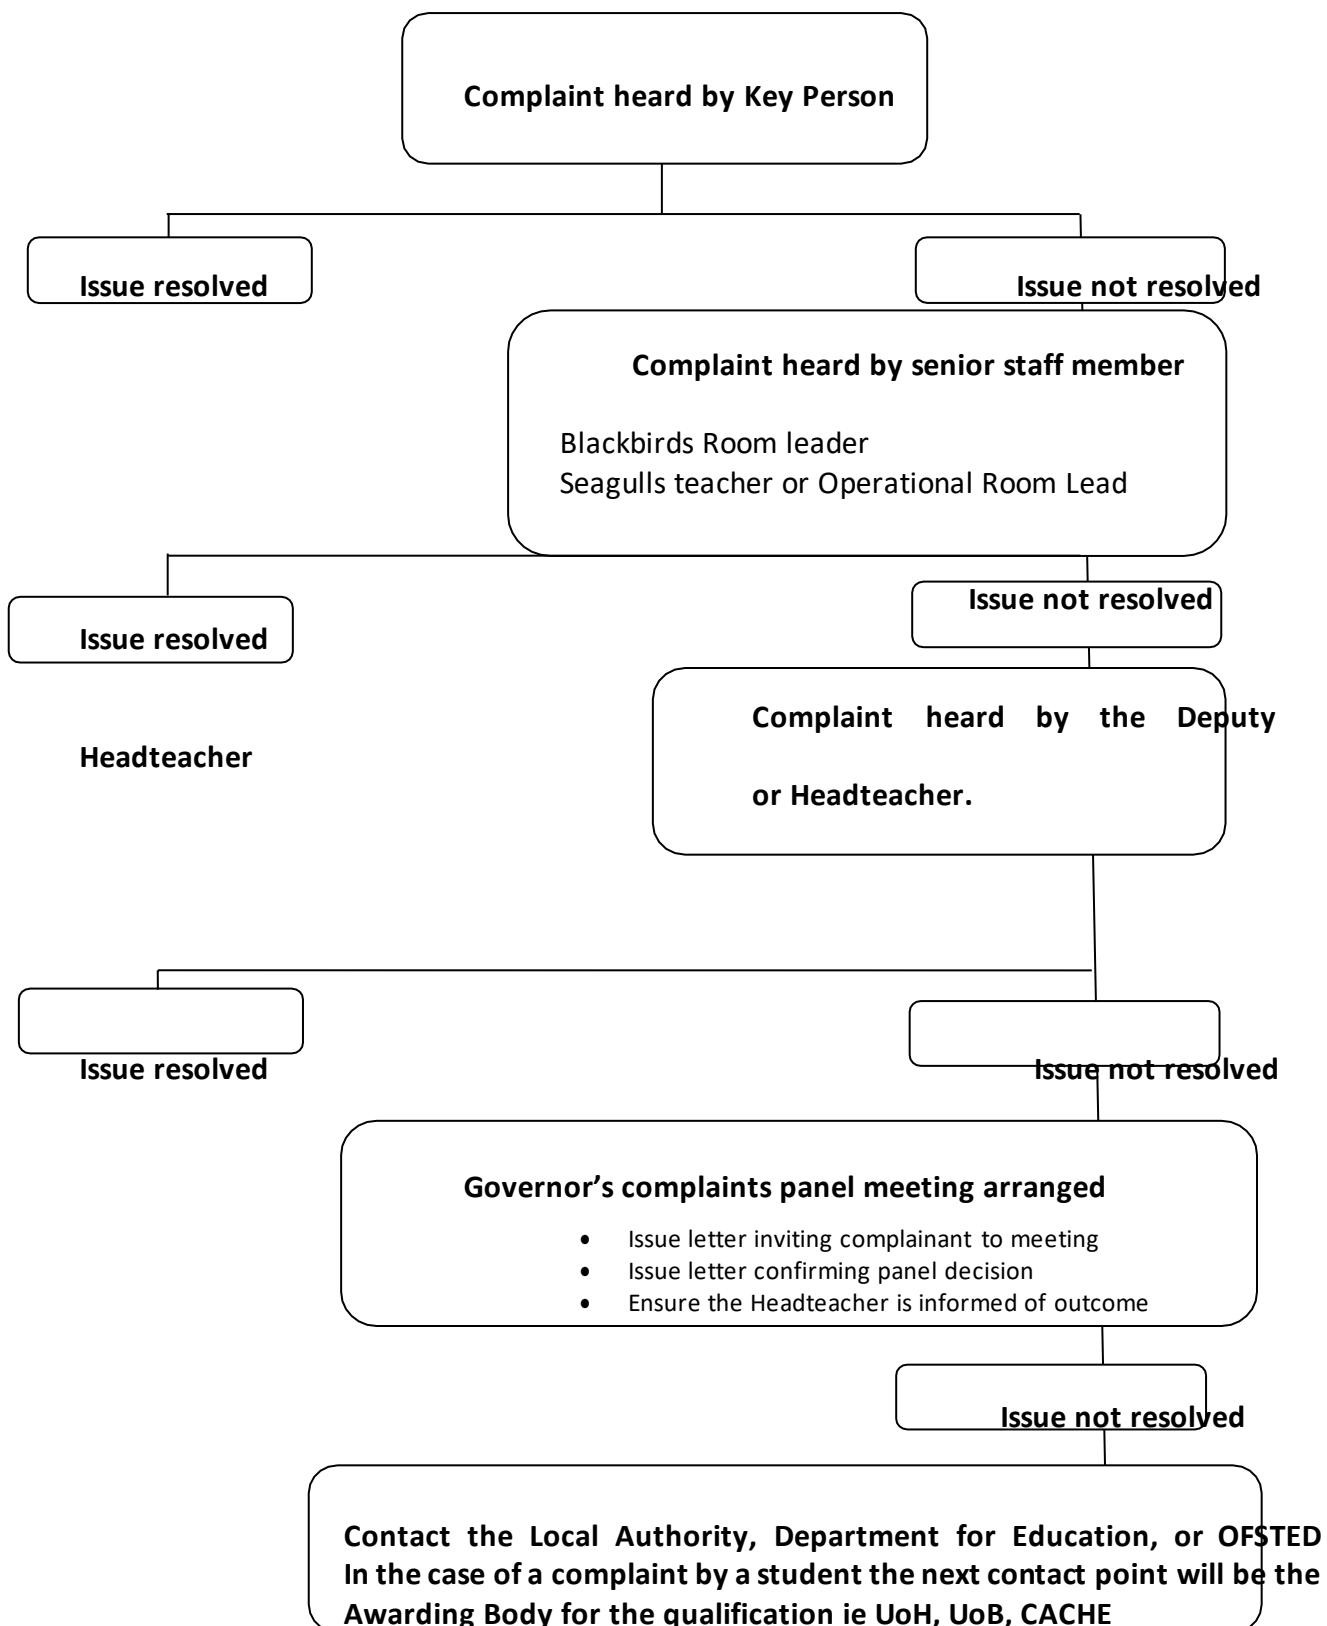 Complaint heard by Key Person
Issue resolved
Issue not resolved
Complaint heard by senior staff member
Blackbirds Room leader
Seagulls teacher or Operational Room Lead
Issue not resolved
Issue resolved
Complaint heard by the Deputy
Headteacher
or Headteacher.
Issue resolved
Issue not resolved
Governor’s complaints panel meeting arranged
• Issue letter inviting complainant to meeting
• Issue letter confirming panel decision
• Ensure the Headteacher is informed of outcome
Issue not resolved
Contact the Local Authority, Department for Education, or OFSTED
In the case of a complaint by a student the next contact point will be the
Awarding Body for the qualification ie UoH, UoB, CACHE